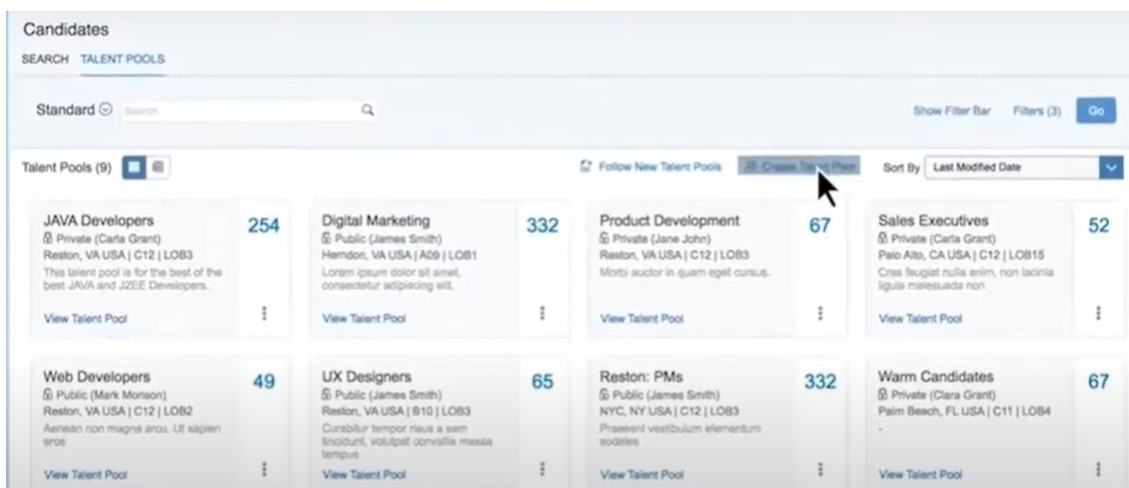 Candidates
SEARCH TALENT POOLS
Standard Search
Show Filter Bar Filters (3) Go
Talent Pools (9)
Follow New Talent Pools Create Talent Pool Sort By Last Modified Date
JAVA Developers 254
Private (Carla Grant)
Reston, VA USA | C12 | LOB3
This talent pool is for the best of the
best JAVA and J2EE Developers.
View Talent Pool
Digital Marketing 332
Public (James Smith)
Herndon, VA USA | A09 | LOB1
Lorem ipsum dolor sit amet,
consectetur adipiscing elit.
View Talent Pool
Product Development 67
Private (Jane John)
Reston, VA USA | C12 | LOB3
Morbi auctor in quam eget cursus.
View Talent Pool
Sales Executives 52
Private (Carla Grant)
Palo Alto, CA USA | C12 | LOB15
Cras feugiat nulla enim, non lacinia
ligula malesuada non
View Talent Pool
Web Developers 49
Public (Mark Morison)
Reston, VA USA | C12 | LOB2
Aenean non magna arcu. Ut sapien
eros
View Talent Pool
UX Designers 65
Public (James Smith)
Reston, VA USA | B10 | LOB3
Curabitur tempor risus a sem
tincidunt, volutpat convallis massa
tempus
View Talent Pool
Reston: PMs 332
Public (James Smith)
NYC, NY USA | C12 | LOB3
Praesent vestibulum elementum
sodales
View Talent Pool
Warm Candidates 67
Private (Clara Grant)
Palm Beach, FL USA | C11 | LOB4
-
View Talent Pool